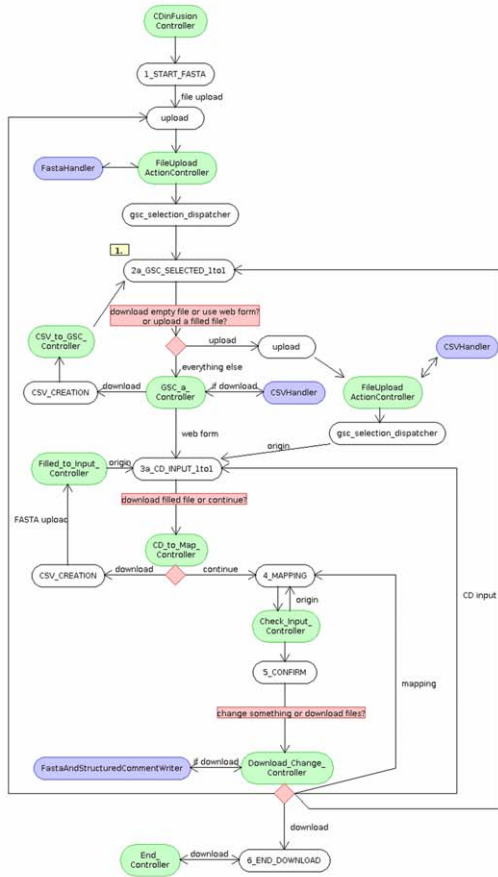 CDinFusion
Controller
1_START_FASTA
file upload
upload
FastaHandler
FileUpload
ActionController
gsc_selection_dispatcher
1.
2a_GSC_SELECTED_1to1
download empty file or use web form?
or upload a filled file?
CSV_to_GSC_
Controller
upload
upload
CSVHandler
everything else
CSV_CREATION
download
GSC_a_
Controller
if download
CSVHandler
FileUpload
ActionController
gsc_selection_dispatcher
web form
origin
Filled_to_Input_
Controller
origin
3a_CD_INPUT_1to1
download filled file or continue?
FASTA upload
CD_to_Map_
Controller
CSV_CREATION
download
continue
4_MAPPING
origin
CD input
Check_Input_
Controller
5_CONFIRM
mapping
change something or download files?
FastaAndStructuredCommentWriter
if download
Download_Change_
Controller
download
End_
Controller
download
6_END_DOWNLOAD